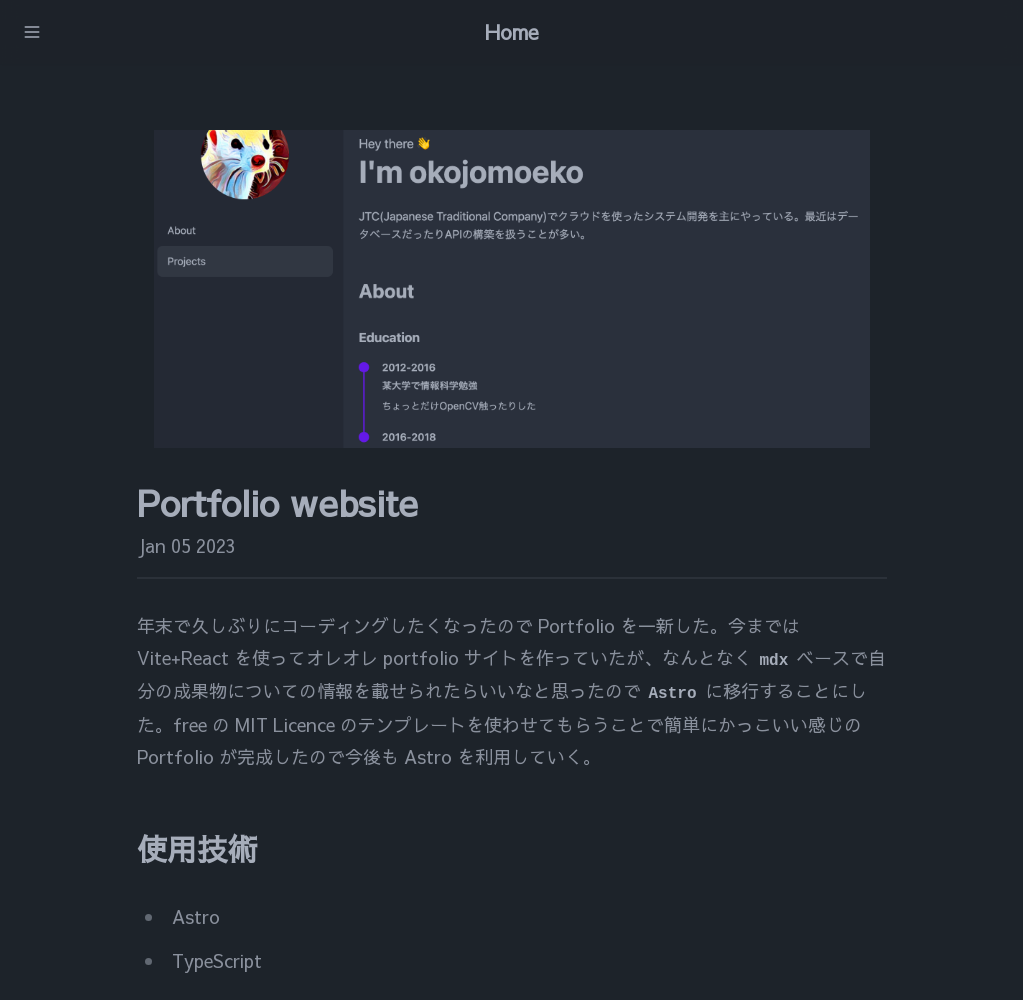 Home
Hey there 👋
I'm okojomoeko
JTC(Japanese Traditional Company)でクラウドを使ったシステム開発を主にやっている。最近はデー
タベースだったりAPIの構築を扱うことが多い。
About
Projects
About
Education
2012-2016
某大学で情報科学勉強
ちょっとだけOpenCV触ったりした
2016-2018
Portfolio website
Jan 05 2023
年末で久しぶりにコーディングしたくなったので Portfolio を一新した。今までは
Vite+React を使ってオレオレ portfolio サイトを作っていたが、なんとなく mdx ベースで自
分の成果物についての情報を載せられたらいいなと思ったので Astro に移行することにし
た。free の MIT Licence のテンプレートを使わせてもらうことで簡単にかっこいい感じの
Portfolio が完成したので今後も Astro を利用していく。
使用技術
Astro
TypeScript